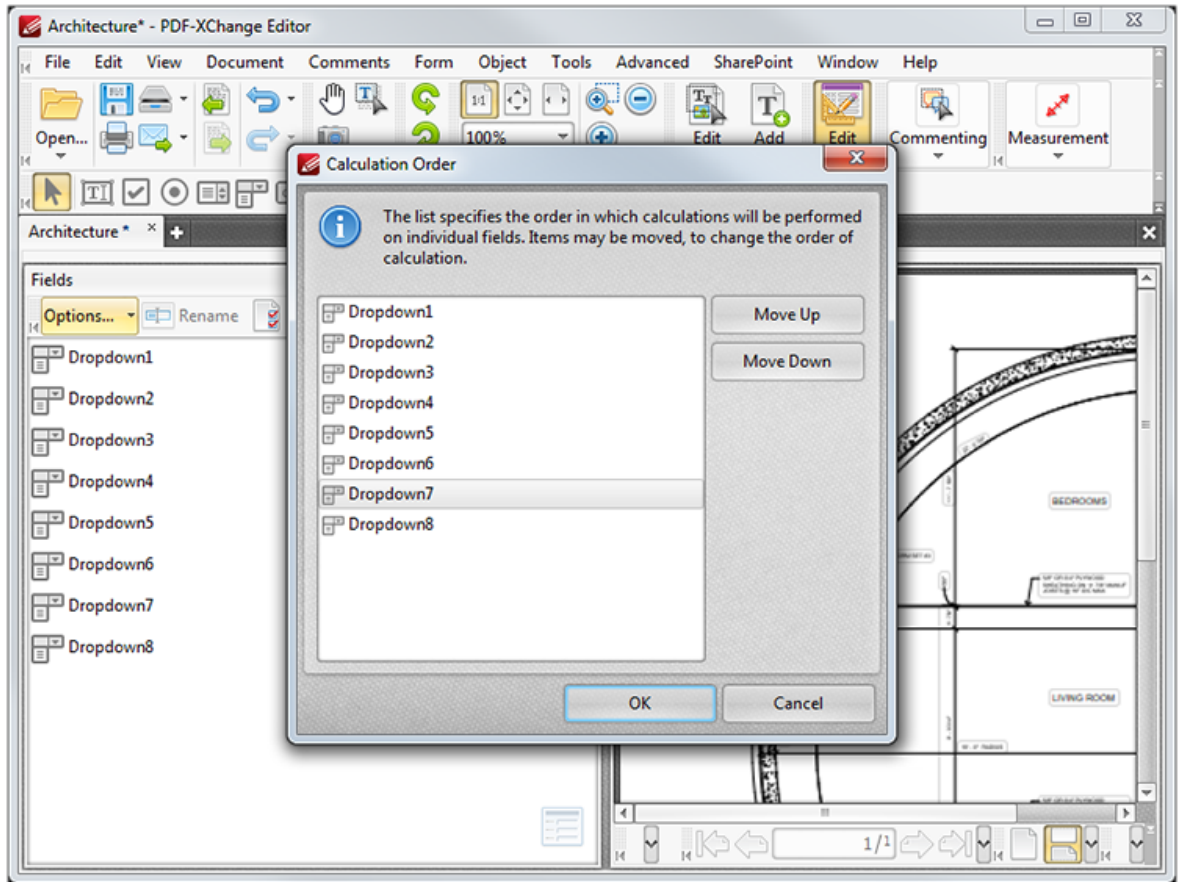 Architecture* - PDF-XChange Editor
File Edit View Document Comments Form Object Tools Advanced SharePoint Window Help
Open...
1:1
100%
Edit Add Edit Commenting Measurement
Calculation Order
The list specifies the order in which calculations will be performed
on individual fields. Items may be moved, to change the order of
calculation.
Dropdown1
Dropdown2
Dropdown3
Dropdown4
Dropdown5
Dropdown6
Dropdown7
Dropdown8
Move Up
Move Down
OK Cancel
Architecture *
Fields
Options... Rename
Dropdown1
Dropdown2
Dropdown3
Dropdown4
Dropdown5
Dropdown6
Dropdown7
Dropdown8
BEDROOMS
LIVING ROOM
1/1